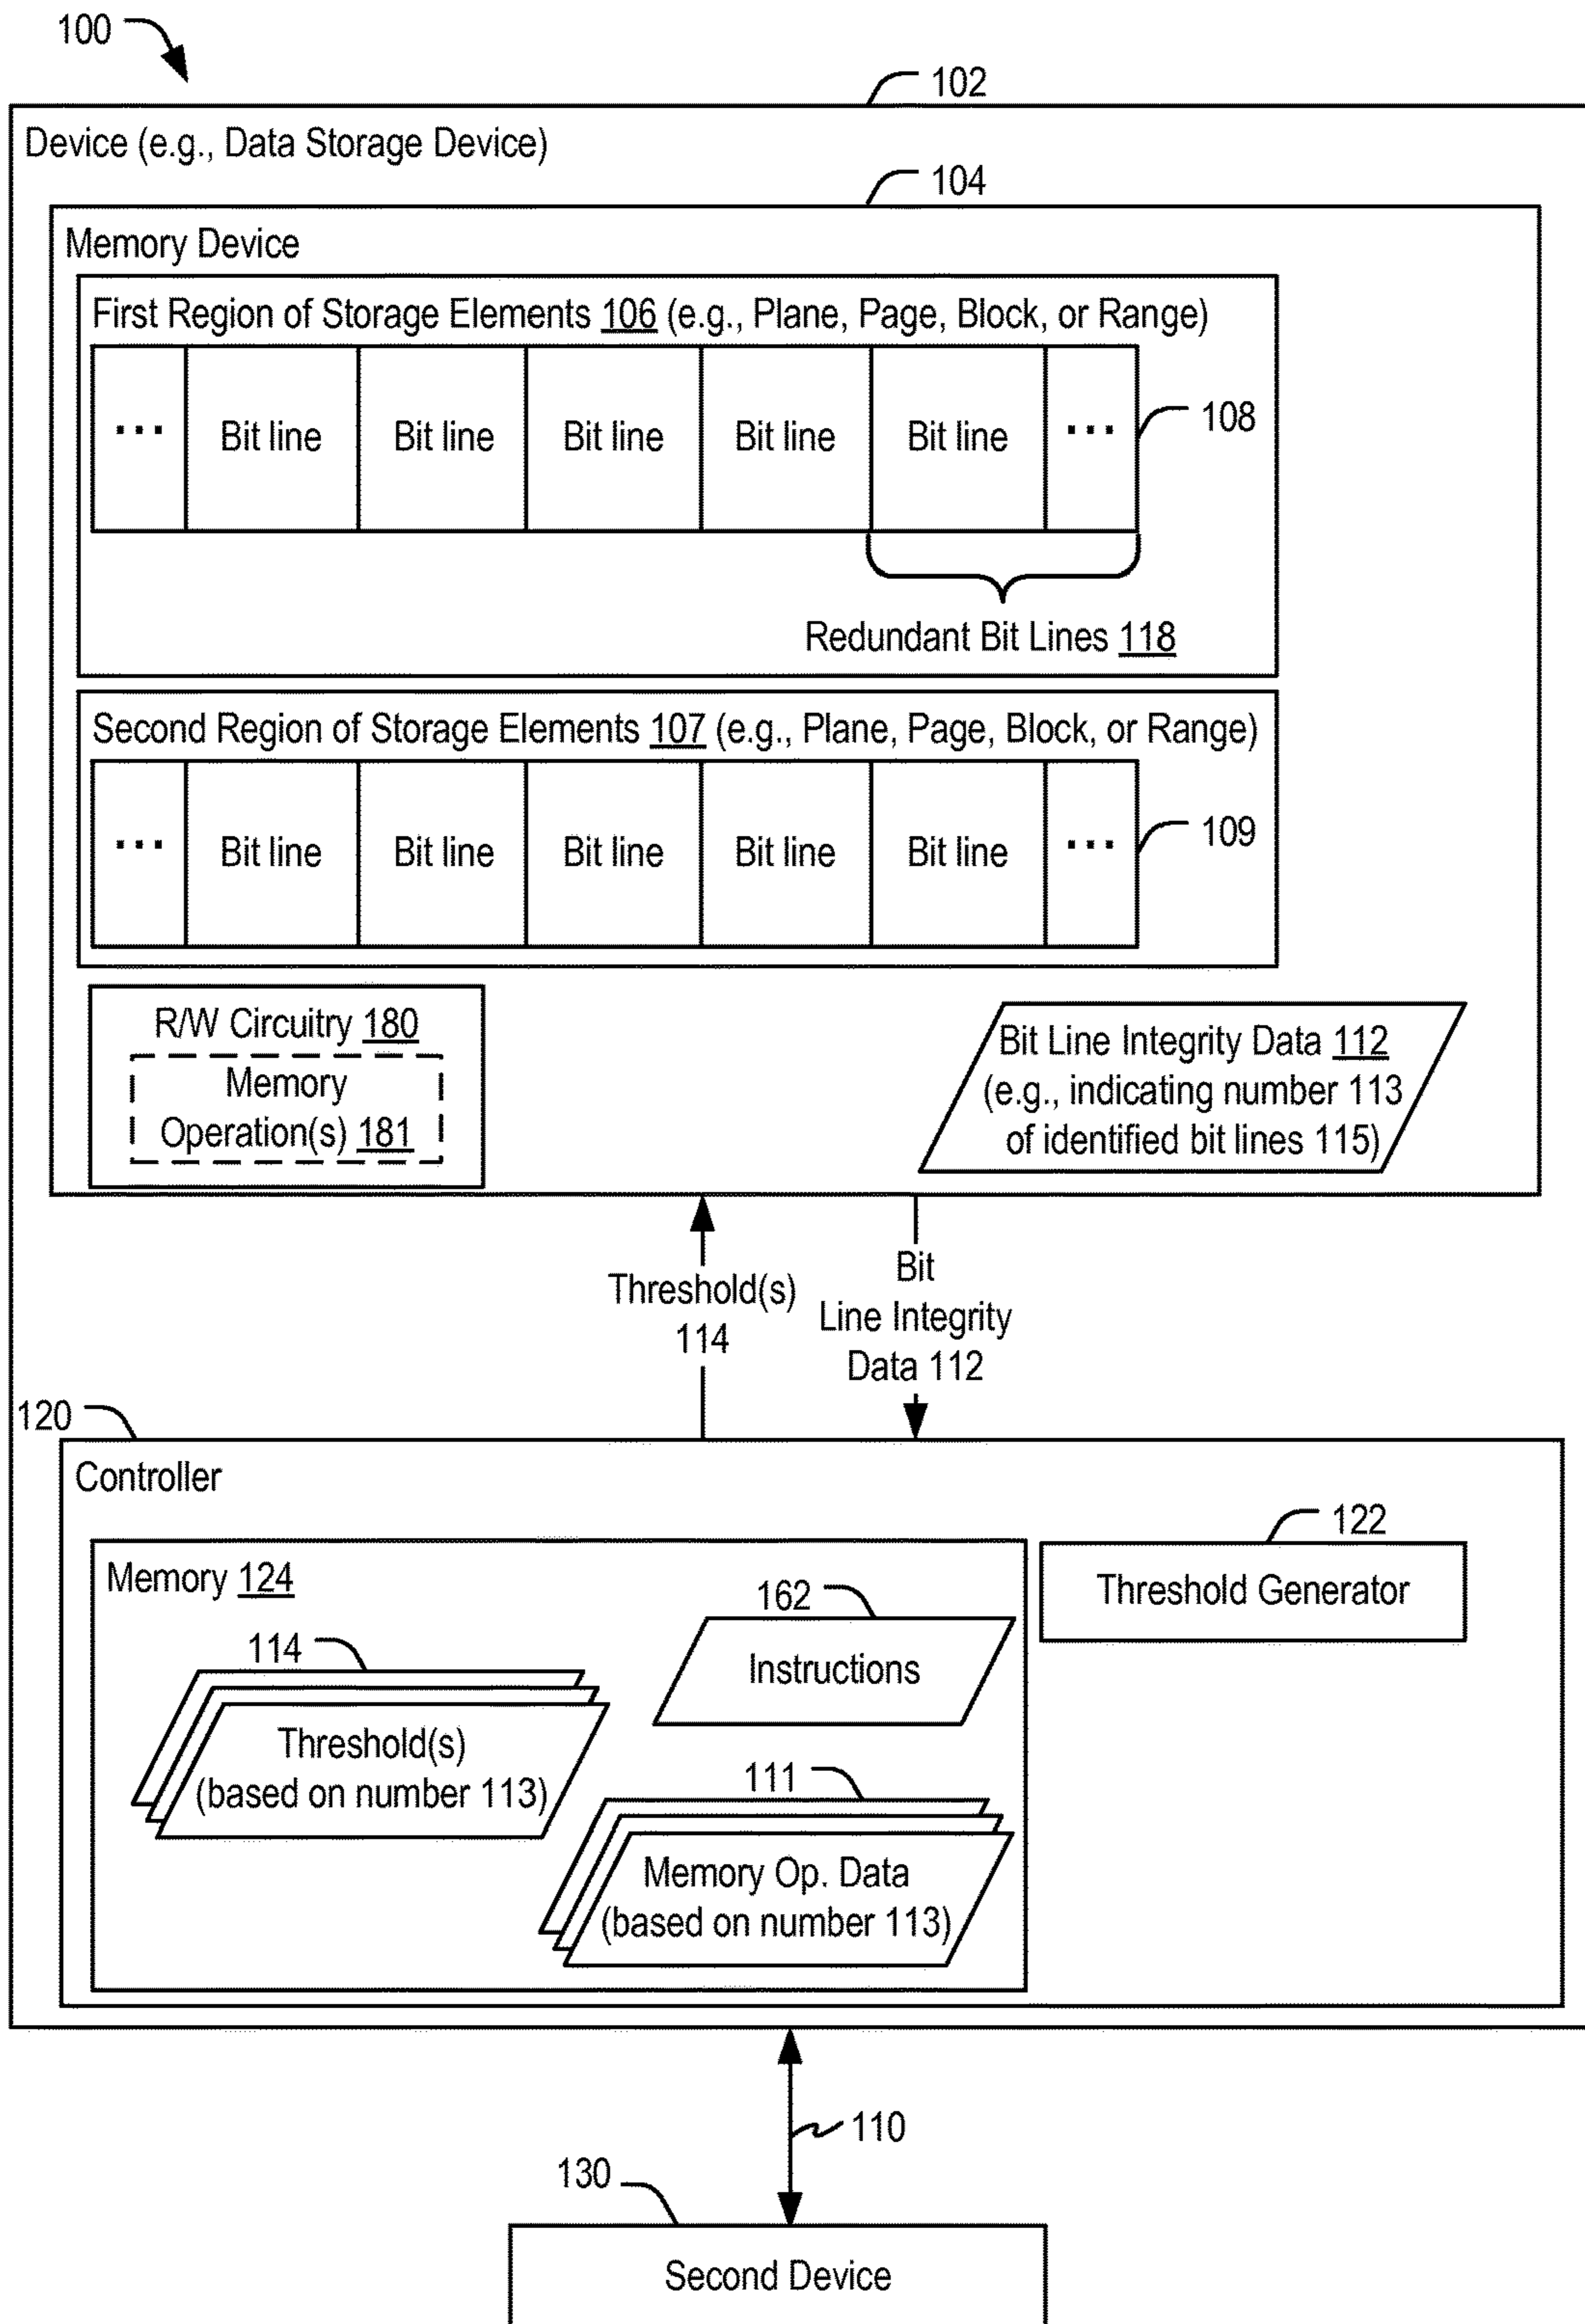 100
102
Device (e.g., Data Storage Device)
104
Memory Device
First Region of Storage Elements 106 (e.g., Plane, Page, Block, or Range)
... Bit line Bit line Bit line Bit line Bit line ...
108
Redundant Bit Lines 118
Second Region of Storage Elements 107 (e.g., Plane, Page, Block, or Range)
... Bit line Bit line Bit line Bit line Bit line ...
109
R/W Circuitry 180
Memory
Operation(s) 181
Bit Line Integrity Data 112
(e.g., indicating number 113
of identified bit lines 115)
Threshold(s)
114
Bit
Line Integrity
Data 112
120
Controller
122
Threshold Generator
Memory 124
162
Instructions
114
Threshold(s)
(based on number 113)
111
Memory Op. Data
(based on number 113)
110
130
Second Device